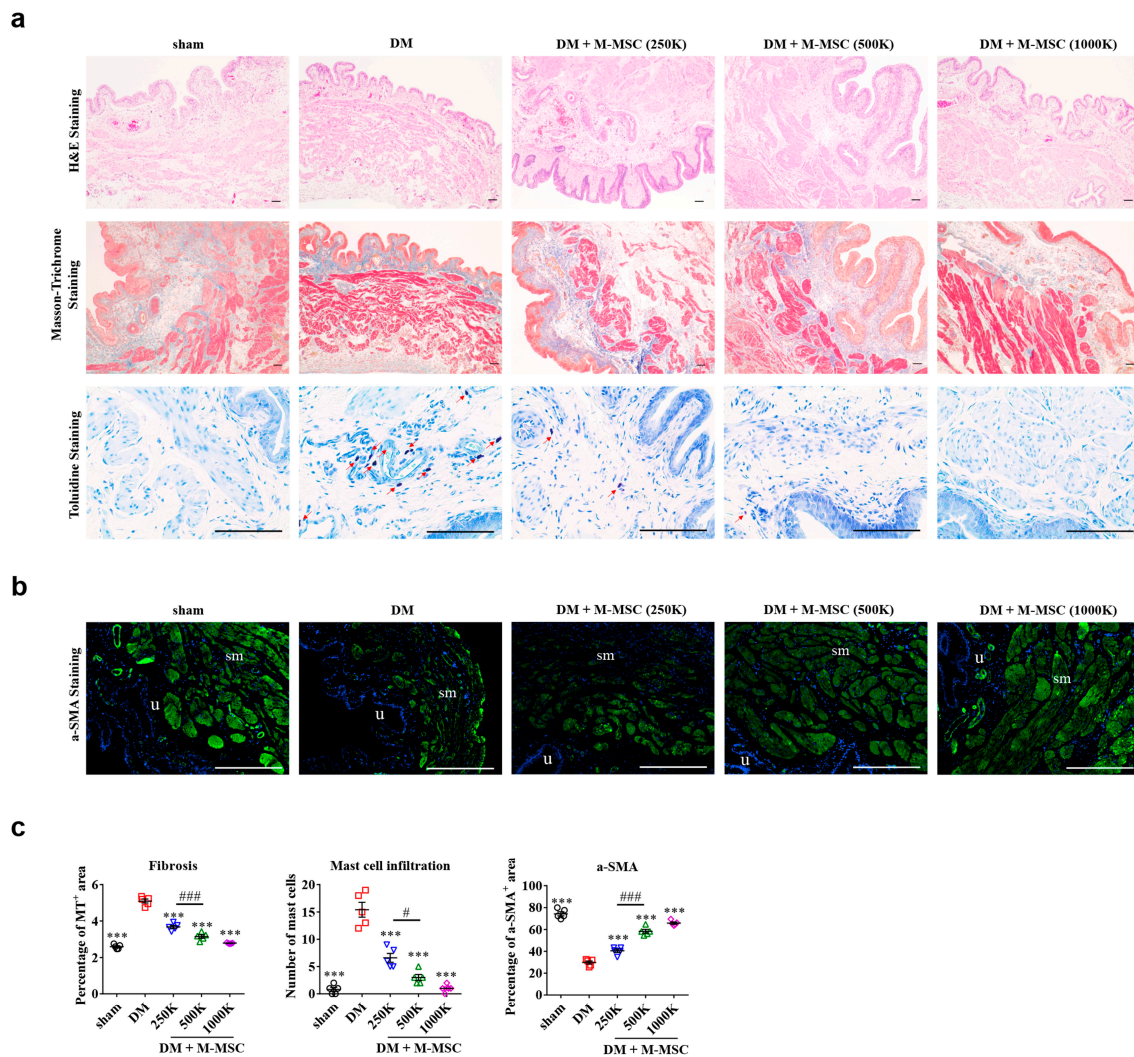 a
sham DM DM + M-MSC (250K) DM + M-MSC (500K) DM + M-MSC (1000K)
H&E Staining
Masson-Trichrome
Staining
Toluidine Staining
b
sham DM DM + M-MSC (250K) DM + M-MSC (500K) DM + M-MSC (1000K)
a-SMA Staining
u sm
u sm
u sm
u sm
u sm
c
Fibrosis
Percentage of MT+ area
6
4
2
0
***
***
###
***
***
sham DM 250K 500K 1000K
DM + M-MSC
Mast cell infiltration
Number of mast cells
20
15
10
5
0
***
***
#
***
***
sham DM 250K 500K 1000K
DM + M-MSC
a-SMA
Percentage of a-SMA+ area
100
80
60
40
20
0
***
***
###
***
***
sham DM 250K 500K 1000K
DM + M-MSC